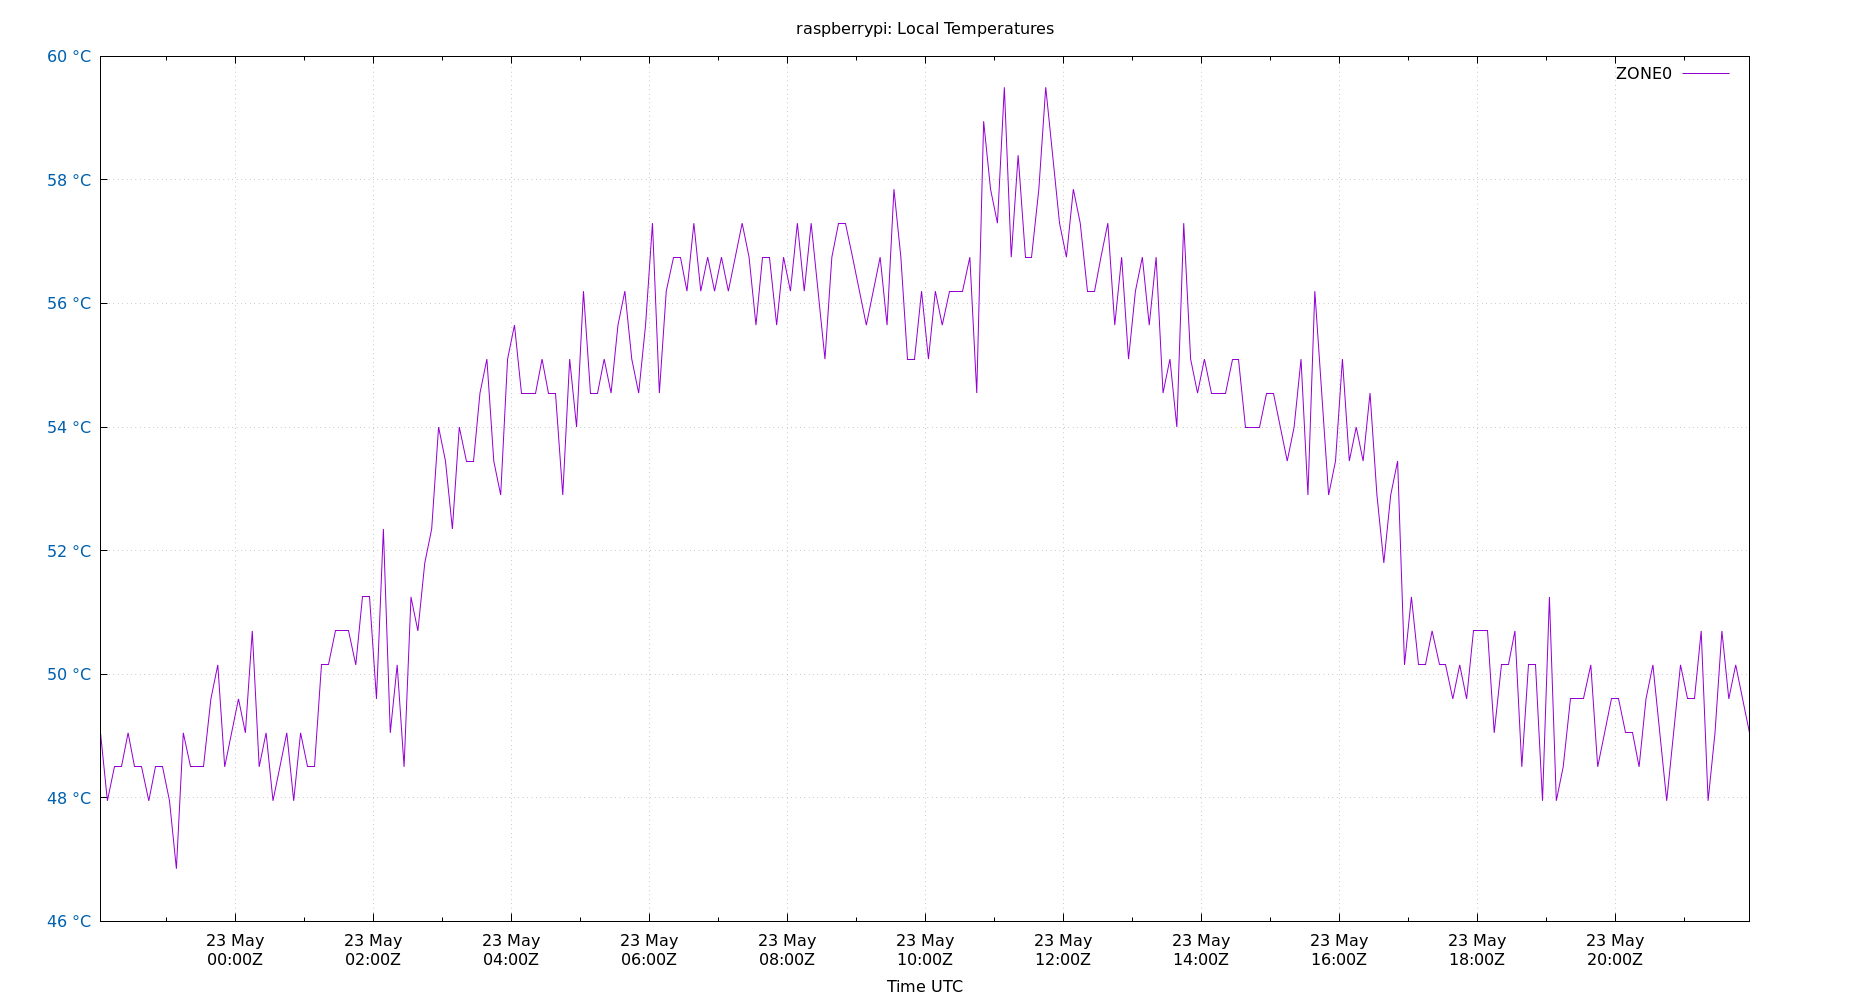 raspberrypi: Local Temperatures
ZONE0
60 °C
58 °C
56 °C
54 °C
52 °C
50 °C
48 °C
46 °C
23 May 23 May 23 May 23 May 23 May 23 May 23 May 23 May 23 May 23 May 23 May
00:00Z 02:00Z 04:00Z 06:00Z 08:00Z 10:00Z 12:00Z 14:00Z 16:00Z 18:00Z 20:00Z
Time UTC